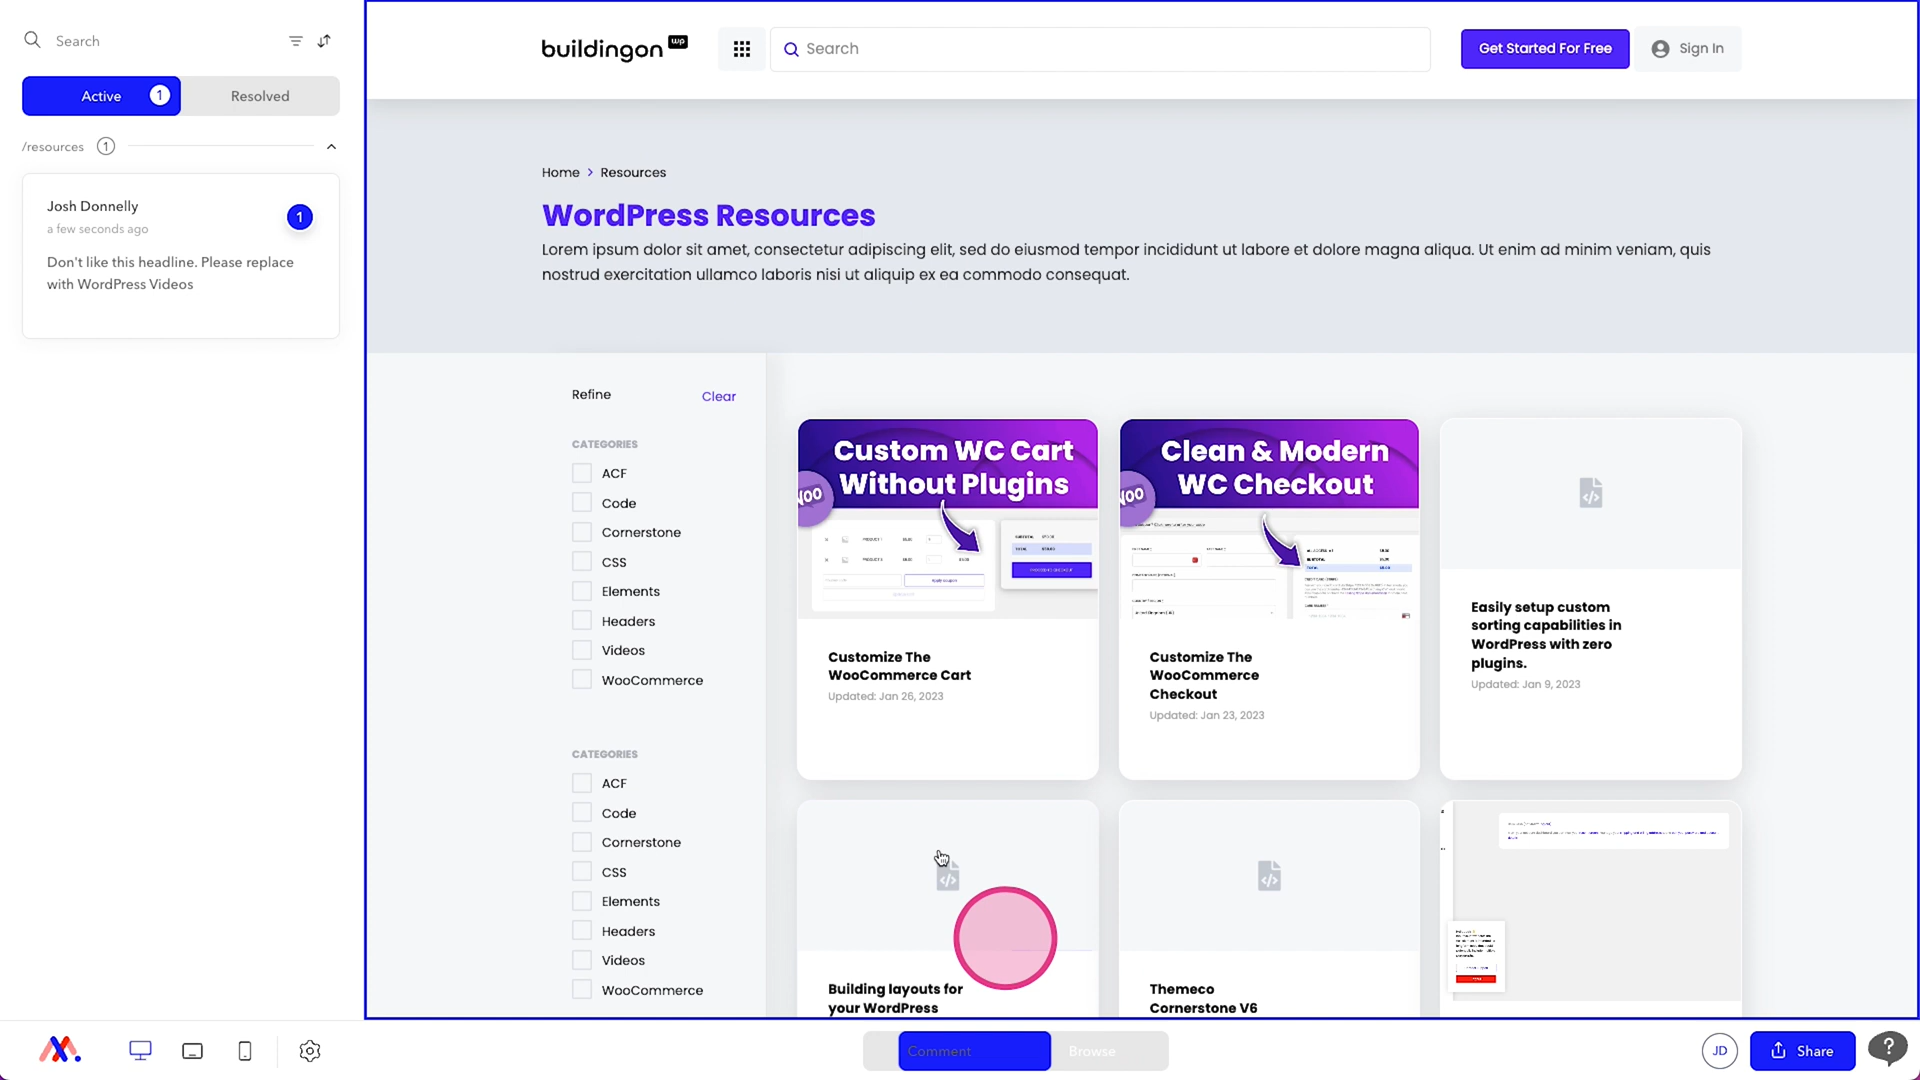 Search
Active 1
Resolved
/resources 1
Josh Donnelly
a few seconds ago
1
Don't like this headline. Please replace
with WordPress Videos
buildingon wp
Search
Get Started For Free
Sign In
Home > Resources
WordPress Resources
Lorem ipsum dolor sit amet, consectetur adipiscing elit, sed do eiusmod tempor incididunt ut labore et dolore magna aliqua. Ut enim ad minim veniam, quis
nostrud exercitation ullamco laboris nisi ut aliquip ex ea commodo consequat.
Refine
Clear
CATEGORIES
ACF
Code
Cornerstone
CSS
Elements
Headers
Videos
WooCommerce
CATEGORIES
ACF
Code
Cornerstone
CSS
Elements
Headers
Videos
WooCommerce
Custom WC Cart
Without Plugins
Customize The
WooCommerce Cart
Updated: Jan 26, 2023
Clean & Modern
WC Checkout
Customize The
WooCommerce
Checkout
Updated: Jan 23, 2023
Easily setup custom
sorting capabilities in
WordPress with zero
plugins.
Updated: Jan 9, 2023
Building layouts for
your WordPress
Themeco
Cornerstone V6
Comment
Browse
JD
Share
?